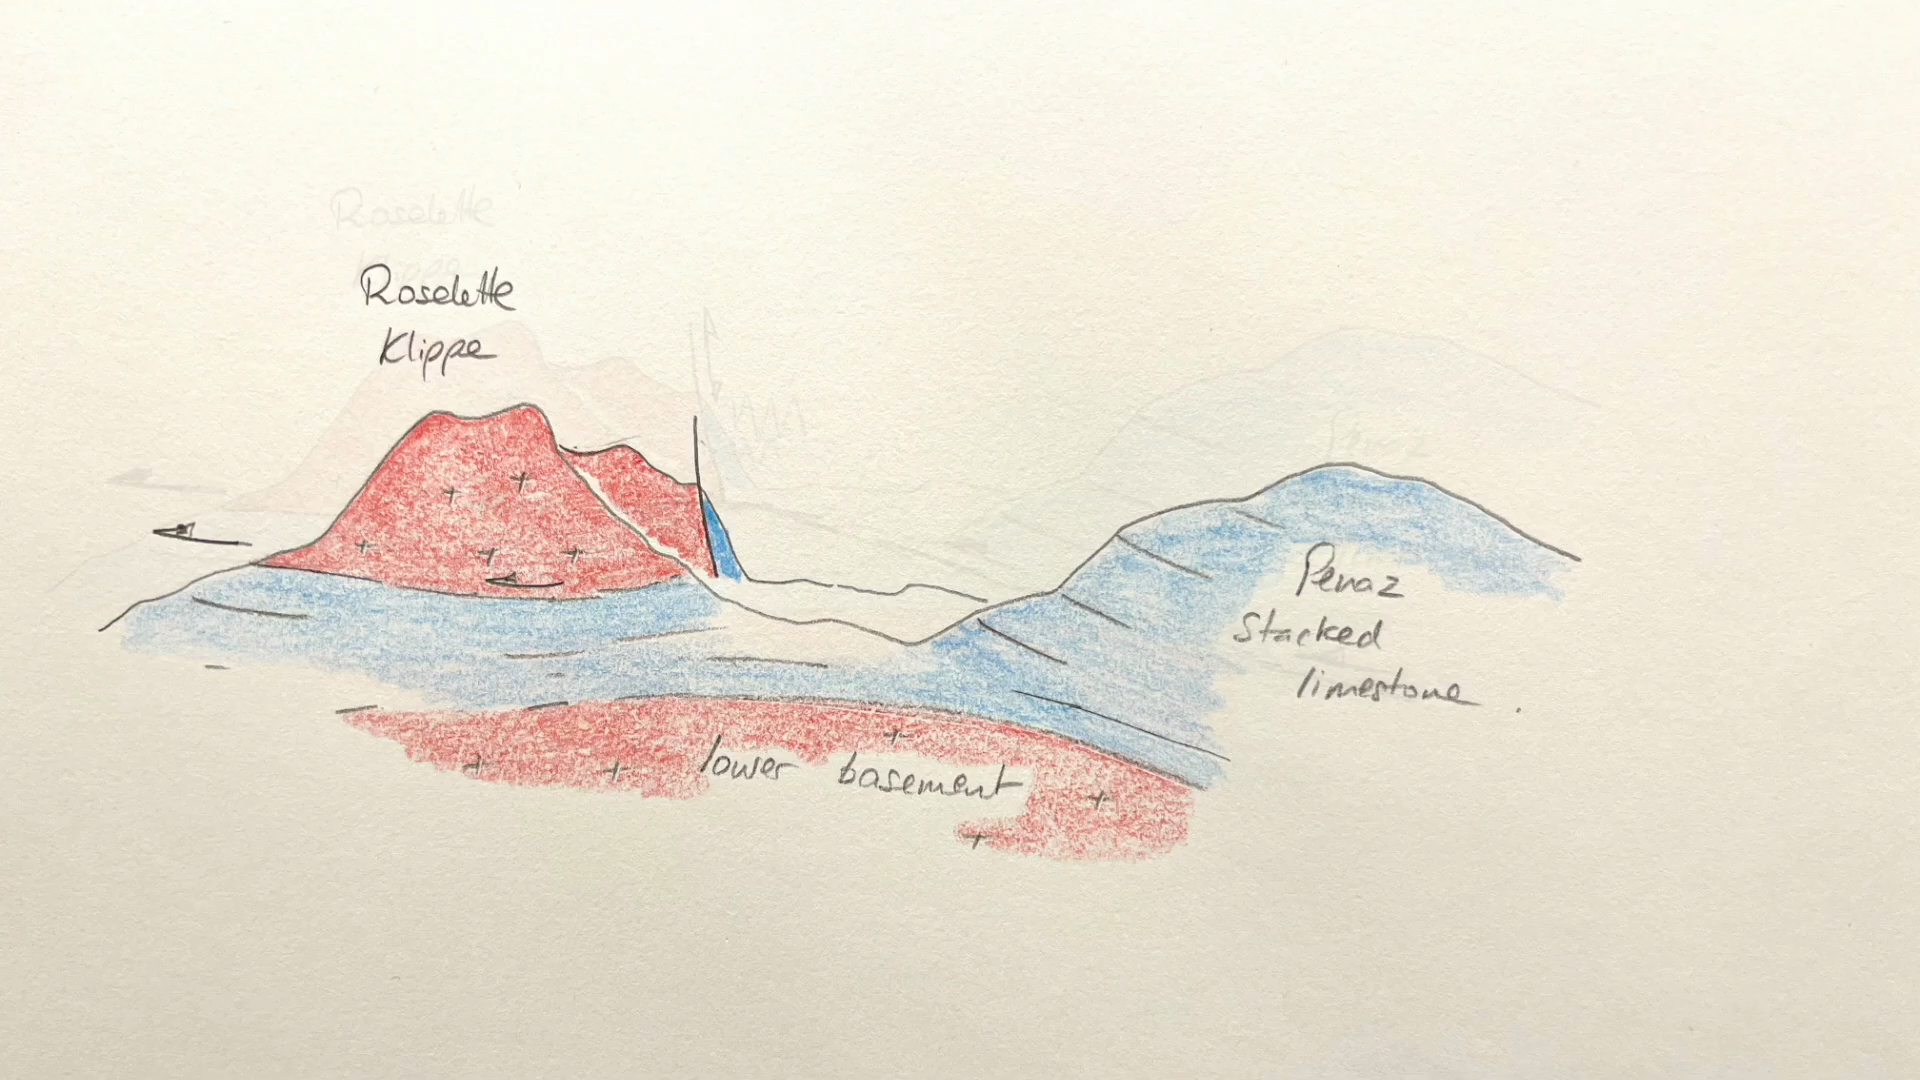 Roselette
Klippe
Penaz
Stacked
limestone .
lower basement